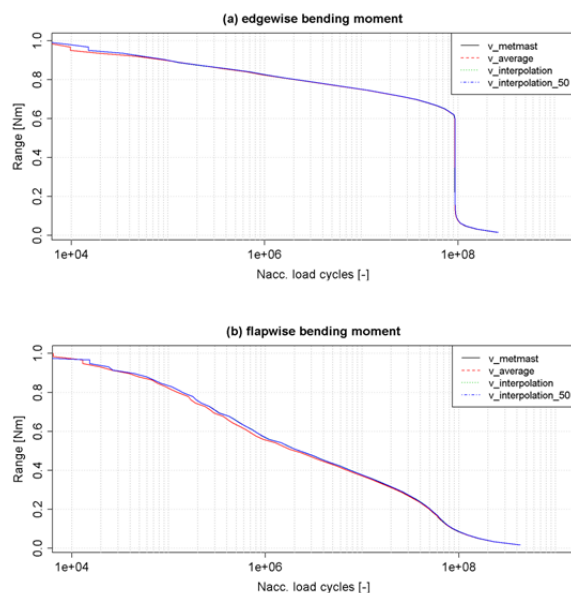 (a) edgewise bending moment
Range [Nm]
1.0
0.8
0.6
0.4
0.2
0.0
v_metmast
v_average
v_interpolation
v_interpolation_50
1e+04
1e+06
1e+08
Nacc. load cycles [-]
(b) flapwise bending moment
Range [Nm]
1.0
0.8
0.6
0.4
0.2
0.0
v_metmast
v_average
v_interpolation
v_interpolation_50
1e+04
1e+06
1e+08
Nacc. load cycles [-]